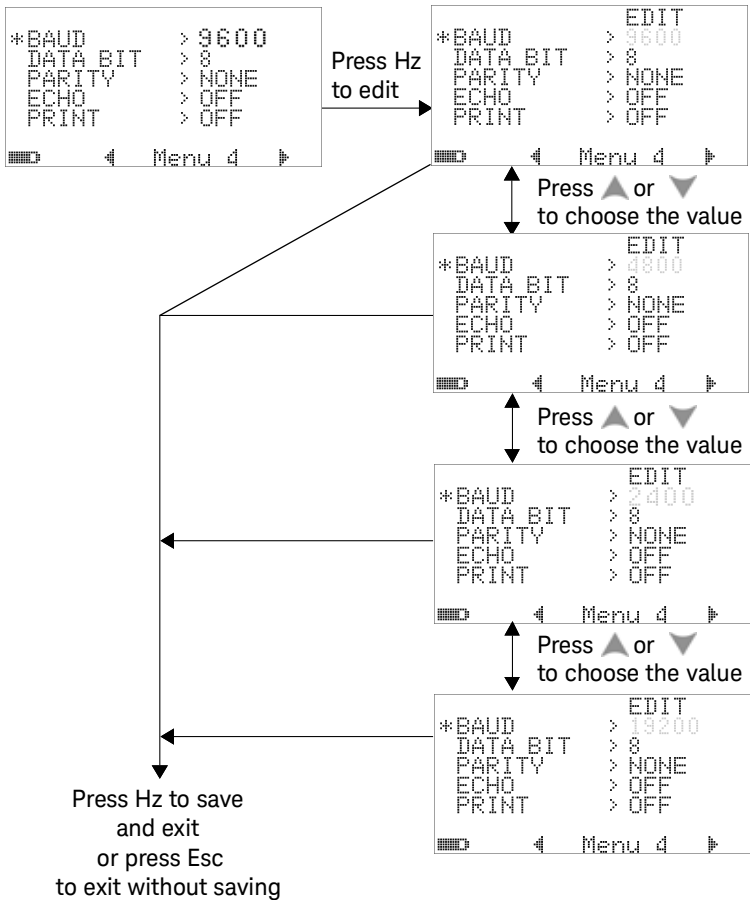 *BAUD > 9600
DATA BIT > 8
PARITY > NONE
ECHO > OFF
PRINT > OFF
Menu 4
Press Hz
to edit
EDIT
*BAUD > 9600
DATA BIT > 8
PARITY > NONE
ECHO > OFF
PRINT > OFF
Menu 4
Press ▲ or ▼
to choose the value
EDIT
*BAUD > 4800
DATA BIT > 8
PARITY > NONE
ECHO > OFF
PRINT > OFF
Menu 4
Press ▲ or ▼
to choose the value
EDIT
*BAUD > 2400
DATA BIT > 8
PARITY > NONE
ECHO > OFF
PRINT > OFF
Menu 4
Press ▲ or ▼
to choose the value
EDIT
*BAUD > 19200
DATA BIT > 8
PARITY > NONE
ECHO > OFF
PRINT > OFF
Menu 4
Press Hz to save
and exit
or press Esc
to exit without saving